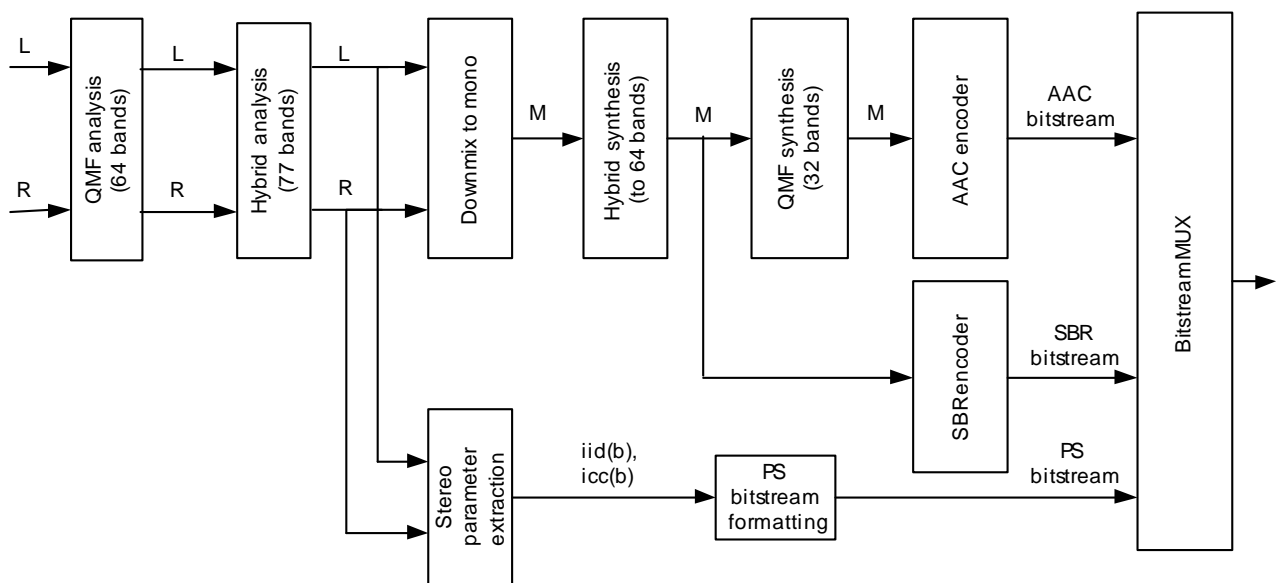 L
R
QMF analysis
(64 bands)
L
R
Hybrid analysis
(77 bands)
L
R
Downmix to mono
M
Hybrid synthesis
(to 64 bands)
M
QMF synthesis
(32 bands)
M
AAC encoder
AAC
bitstream
SBRencoder
SBR
bitstream
Stereo
parameter
extraction
iid(b),
icc(b)
PS
bitstream
formatting
PS
bitstream
BitstreamMUX